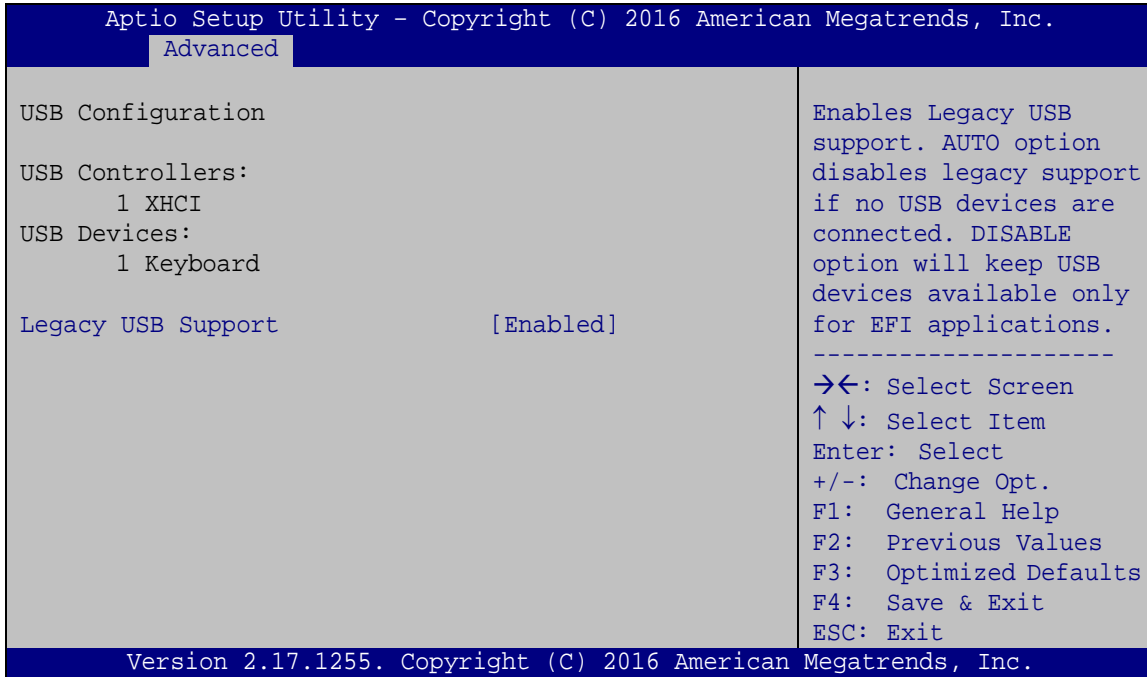 Aptio Setup Utility – Copyright (C) 2016 American Megatrends, Inc.
Advanced
USB Configuration
USB Controllers:
1 XHCI
USB Devices:
1 Keyboard
Legacy USB Support [Enabled]
Enables Legacy USB
support. AUTO option
disables legacy support
if no USB devices are
connected. DISABLE
option will keep USB
devices available only
for EFI applications.
---------------------
→←: Select Screen
↑ ↓: Select Item
Enter: Select
+/-: Change Opt.
F1: General Help
F2: Previous Values
F3: Optimized Defaults
F4: Save & Exit
ESC: Exit
Version 2.17.1255. Copyright (C) 2016 American Megatrends, Inc.